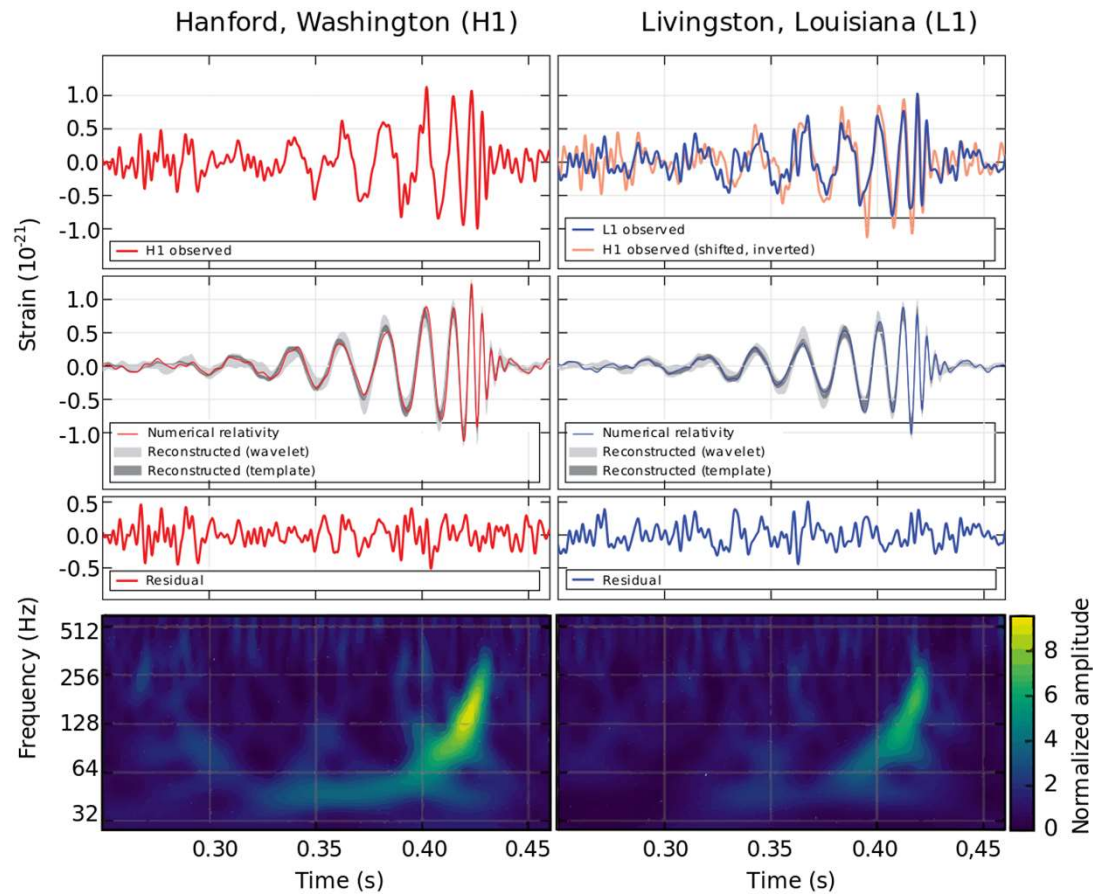 Hanford, Washington (H1)
Livingston, Louisiana (L1)
Strain (10-21)
1.0
0.5
0.0
-0.5
-1.0
H1 observed
L1 observed
H1 observed (shifted, inverted)
1.0
0.5
0.0
-0.5
-1.0
Numerical relativity
Reconstructed (wavelet)
Reconstructed (template)
Numerical relativity
Reconstructed (wavelet)
Reconstructed (template)
0.5
0.0
-0.5
Residual
Residual
Frequency (Hz)
512
256
128
64
32
Normalized amplitude
8
6
4
2
0
0.30 0.35 0.40 0.45
0.30 0.35 0.40 0,45
Time (s)
Time (s)